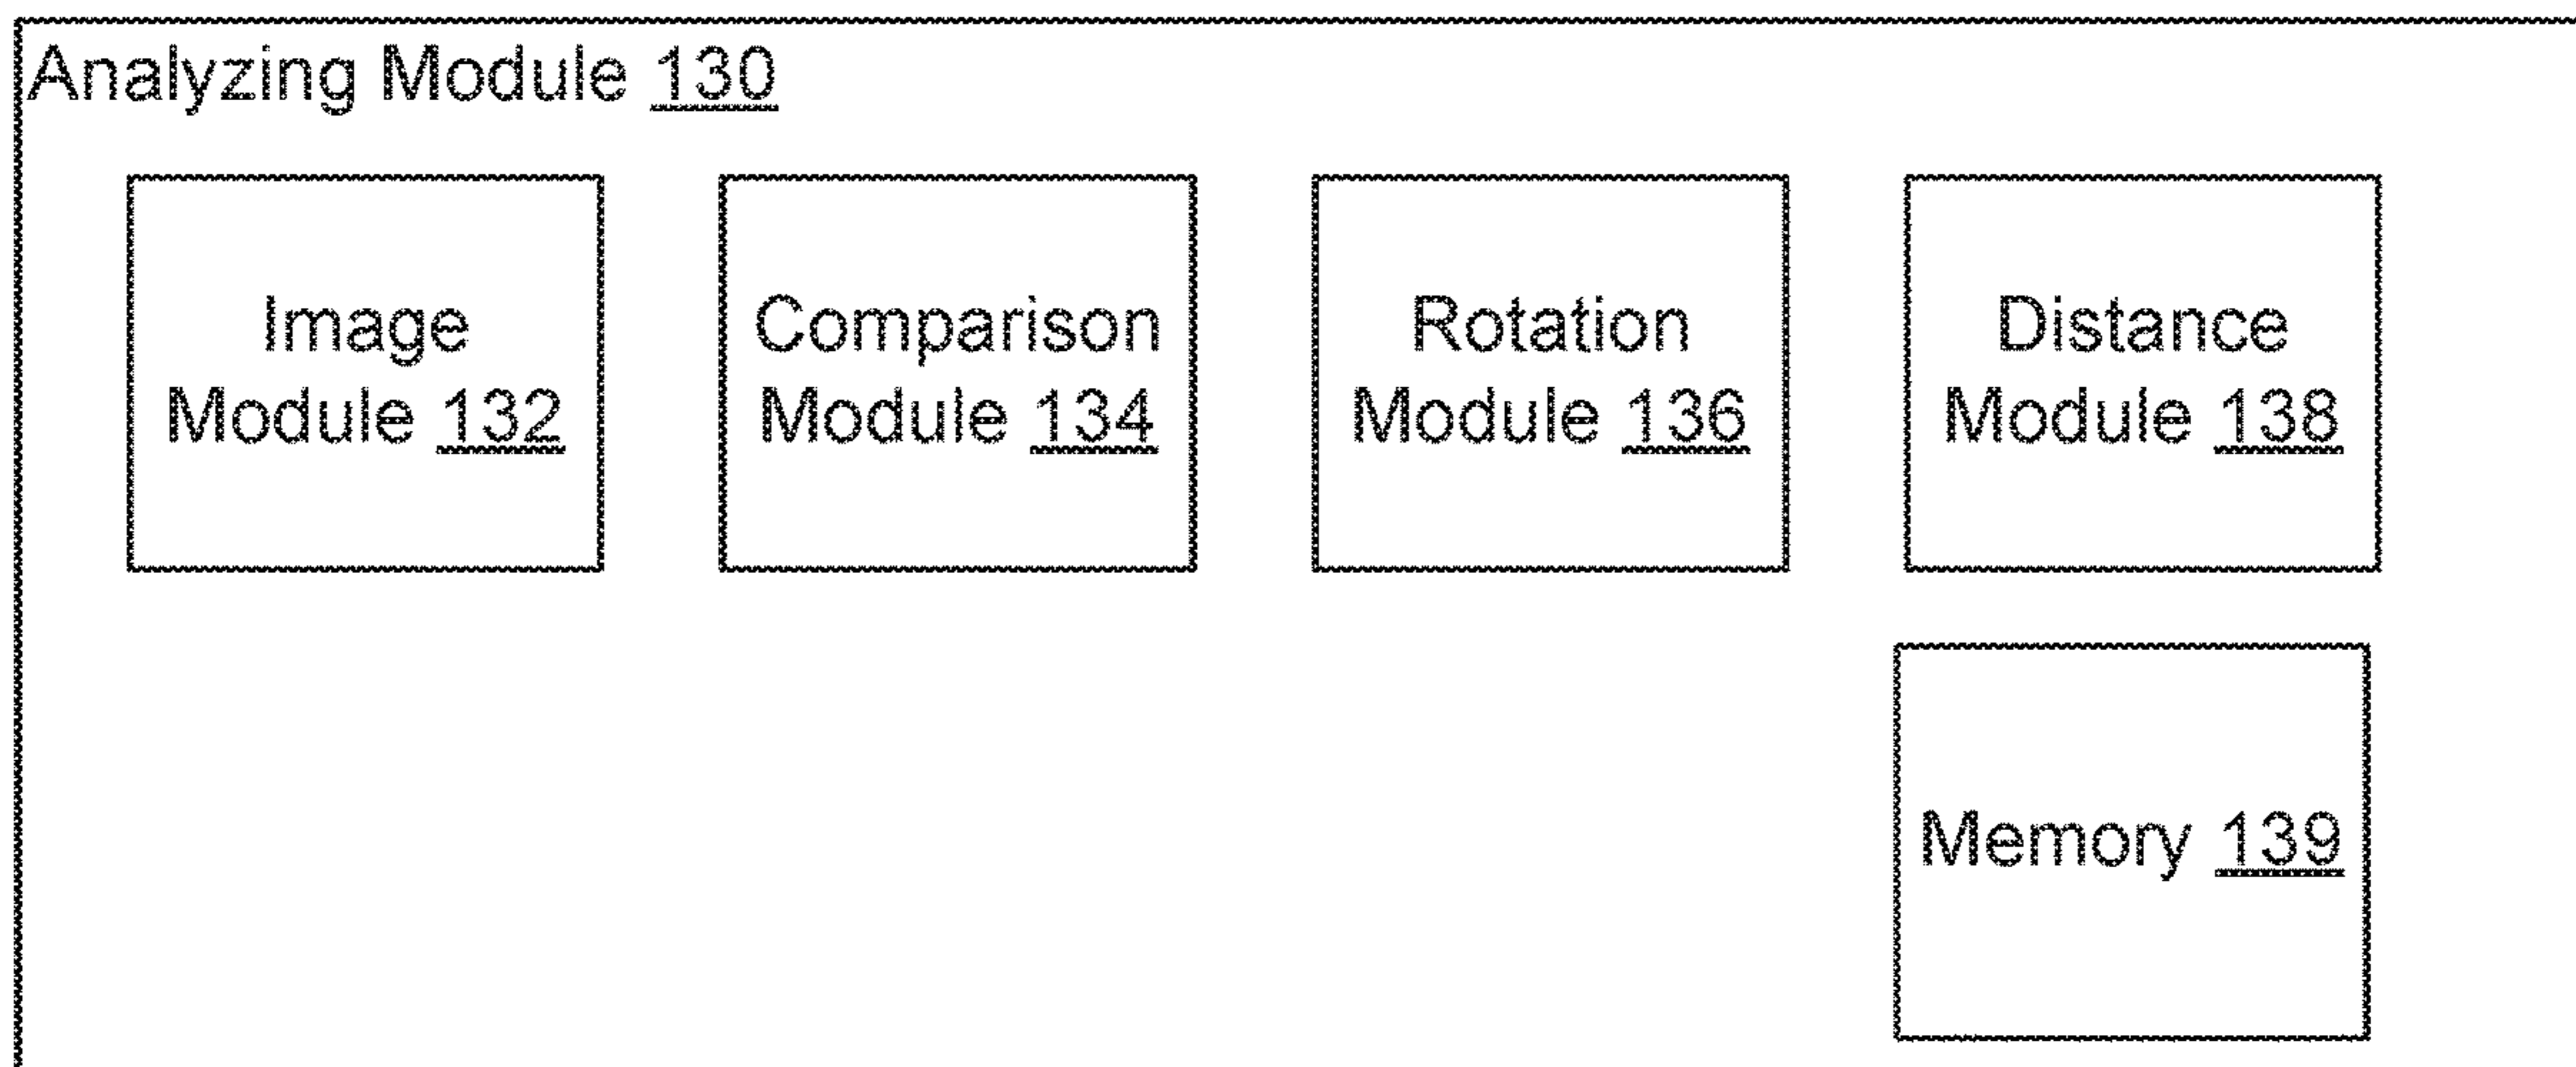 Analyzing Module 130
Image
Module 132
Comparison
Module 134
Rotation
Module 136
Distance
Module 138
Memory 139